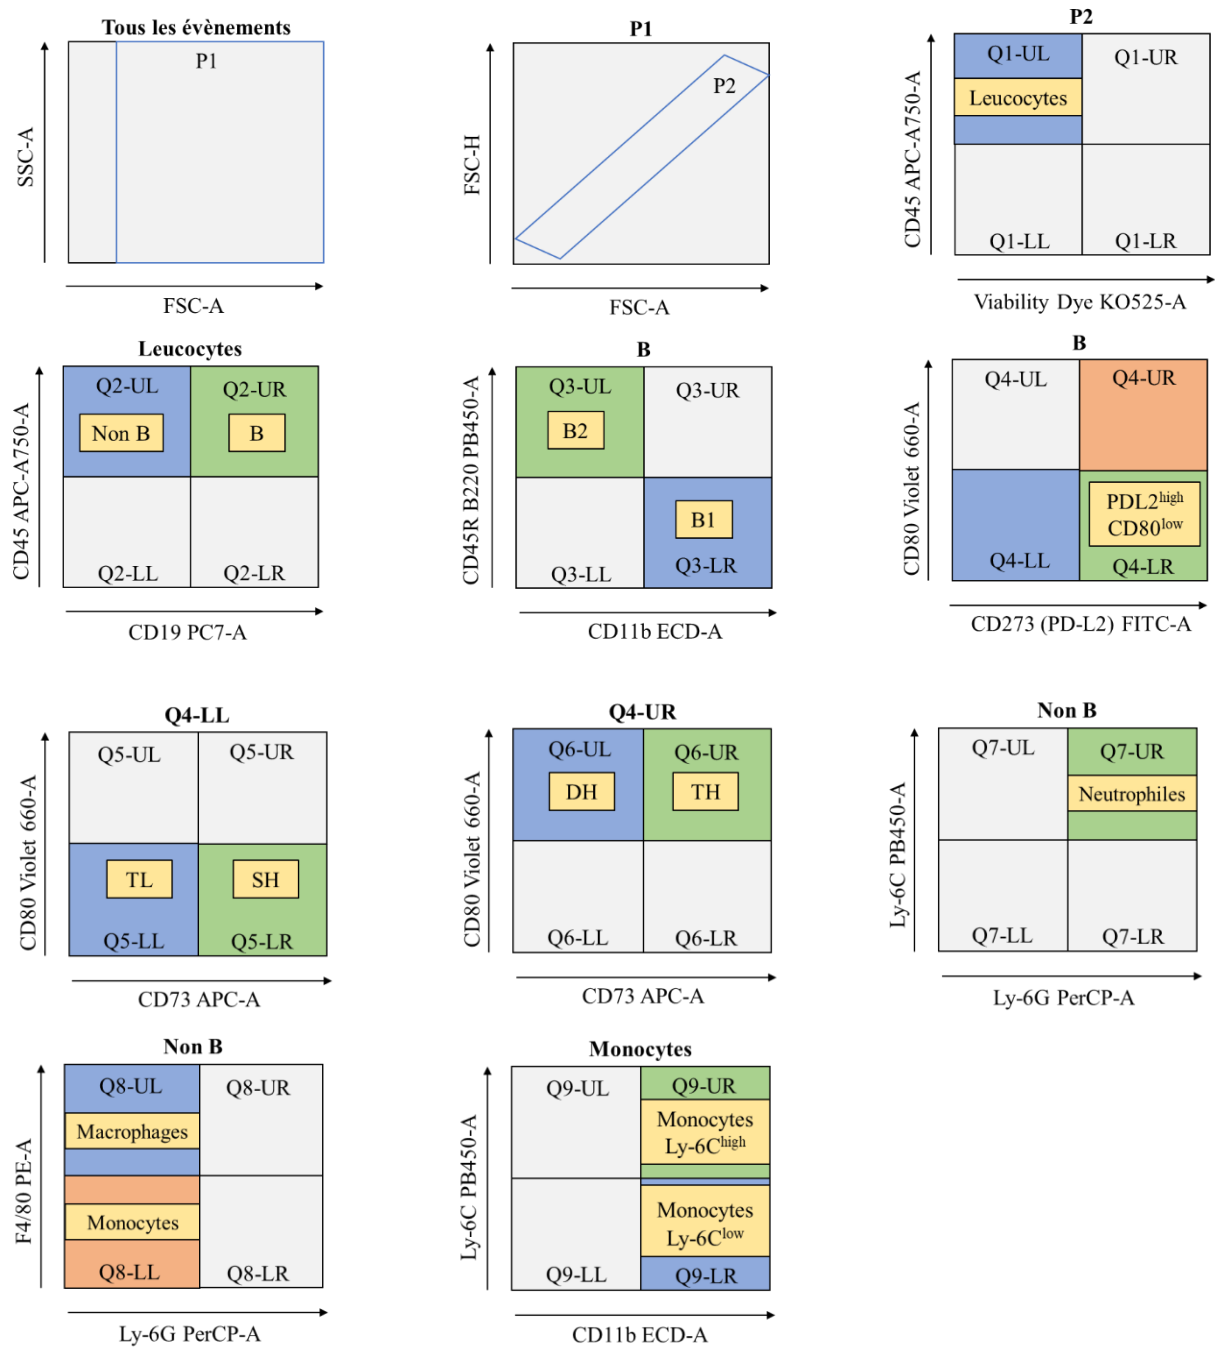 Tous les évènements
P1
SSC-A
FSC-A
P1
P2
FSC-H
FSC-A
P2
Q1-UL
Q1-UR
Leucocytes
Q1-LL
Q1-LR
CD45 APC-A750-A
Viability Dye KO525-A
Leucocytes
Q2-UL
Q2-UR
Non B
B
Q2-LL
Q2-LR
CD45 APC-A750-A
CD19 PC7-A
B
Q3-UL
Q3-UR
B2
B1
Q3-LL
Q3-LR
CD45R B220 PB450-A
CD11b ECD-A
B
Q4-UL
Q4-UR
PDL2high
CD80low
Q4-LL
Q4-LR
CD80 Violet 660-A
CD273 (PD-L2) FITC-A
Q4-LL
Q5-UL
Q5-UR
TL
SH
Q5-LL
Q5-LR
CD80 Violet 660-A
CD73 APC-A
Q4-UR
Q6-UL
Q6-UR
DH
TH
Q6-LL
Q6-LR
CD80 Violet 660-A
CD73 APC-A
Non B
Q7-UL
Q7-UR
Neutrophiles
Q7-LL
Q7-LR
Ly-6C PB450-A
Ly-6G PerCP-A
Non B
Q8-UL
Q8-UR
Macrophages
Monocytes
Q8-LL
Q8-LR
F4/80 PE-A
Ly-6G PerCP-A
Monocytes
Q9-UL
Q9-UR
Monocytes
Ly-6Chigh
Monocytes
Ly-6Clow
Q9-LL
Q9-LR
Ly-6C PB450-A
CD11b ECD-A